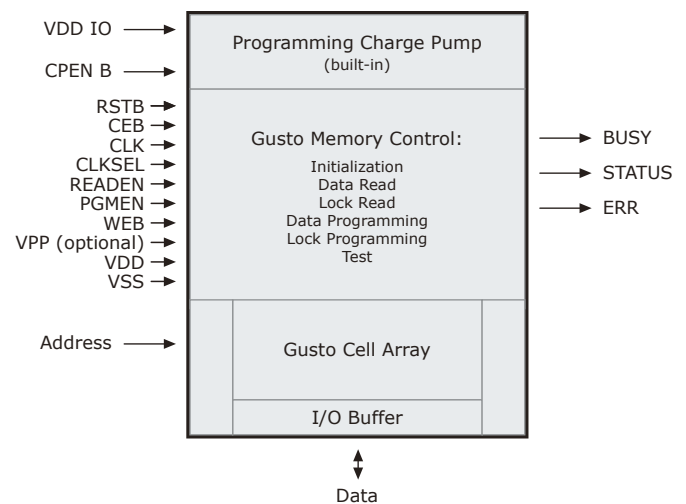 VDD IO
CPEN B
RSTB
CEB
CLK
CLKSEL
READEN
PGMEN
WEB
VPP (optional)
VDD
VSS
Address
Programming Charge Pump
(built-in)
Gusto Memory Control:
Initialization
Data Read
Lock Read
Data Programming
Lock Programming
Test
Gusto Cell Array
I/O Buffer
BUSY
STATUS
ERR
Data